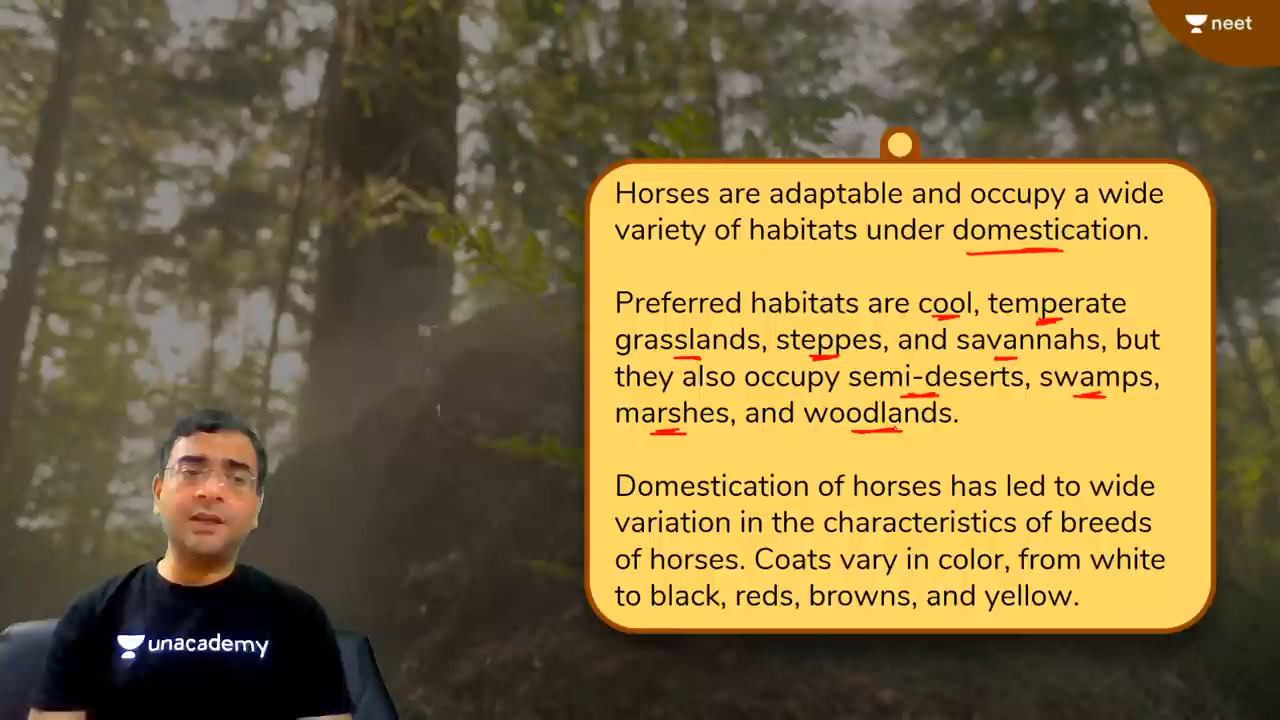 neet
Horses are adaptable and occupy a wide
variety of habitats under domestication.
Preferred habitats are cool, temperate
grasslands, steppes, and savannahs, but
they also occupy semi-deserts, swamps,
marshes, and woodlands.
Domestication of horses has led to wide
variation in the characteristics of breeds
of horses. Coats vary in color, from white
to black, reds, browns, and yellow.
unacademy